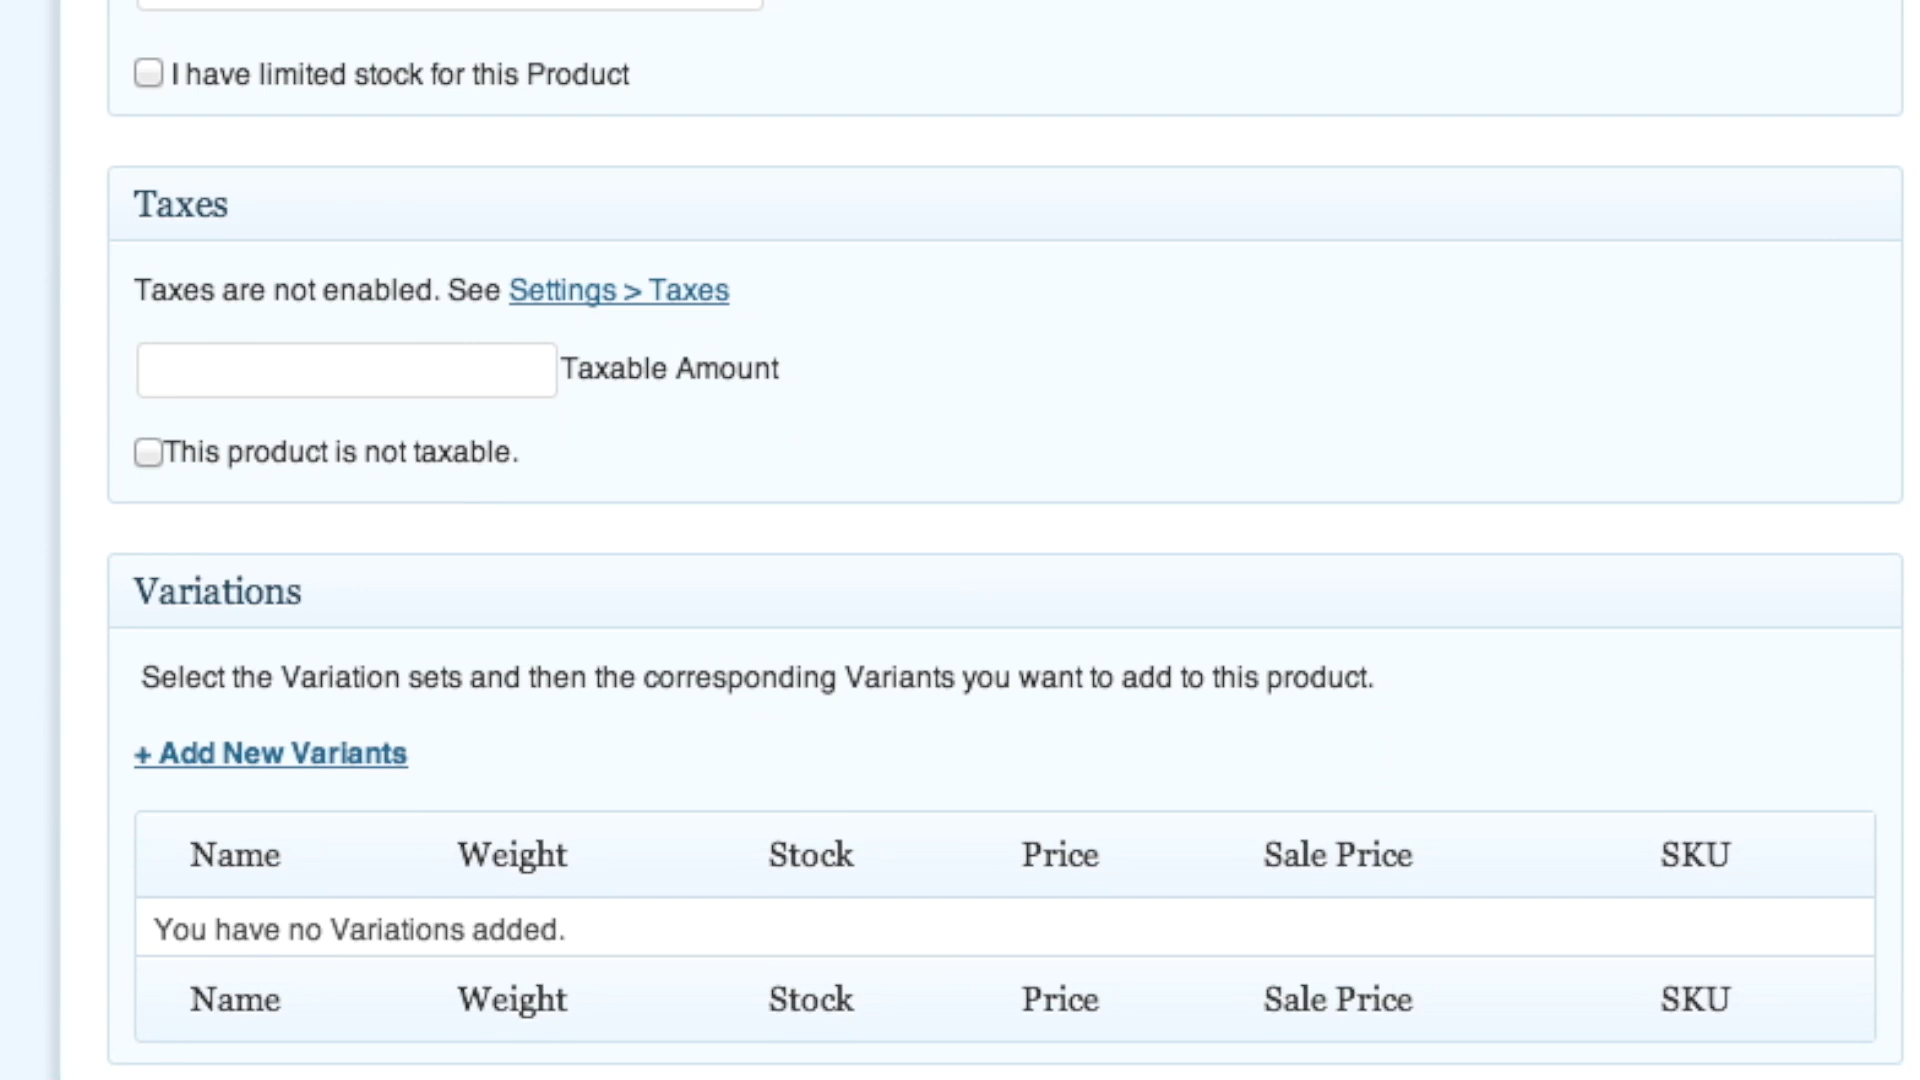 I have limited stock for this Product
Taxes
Taxes are not enabled. See Settings > Taxes
Taxable Amount
This product is not taxable.
Variations
Select the Variation sets and then the corresponding Variants you want to add to this product.
+ Add New Variants
Name Weight Stock Price Sale Price SKU
You have no Variations added.
Name Weight Stock Price Sale Price SKU